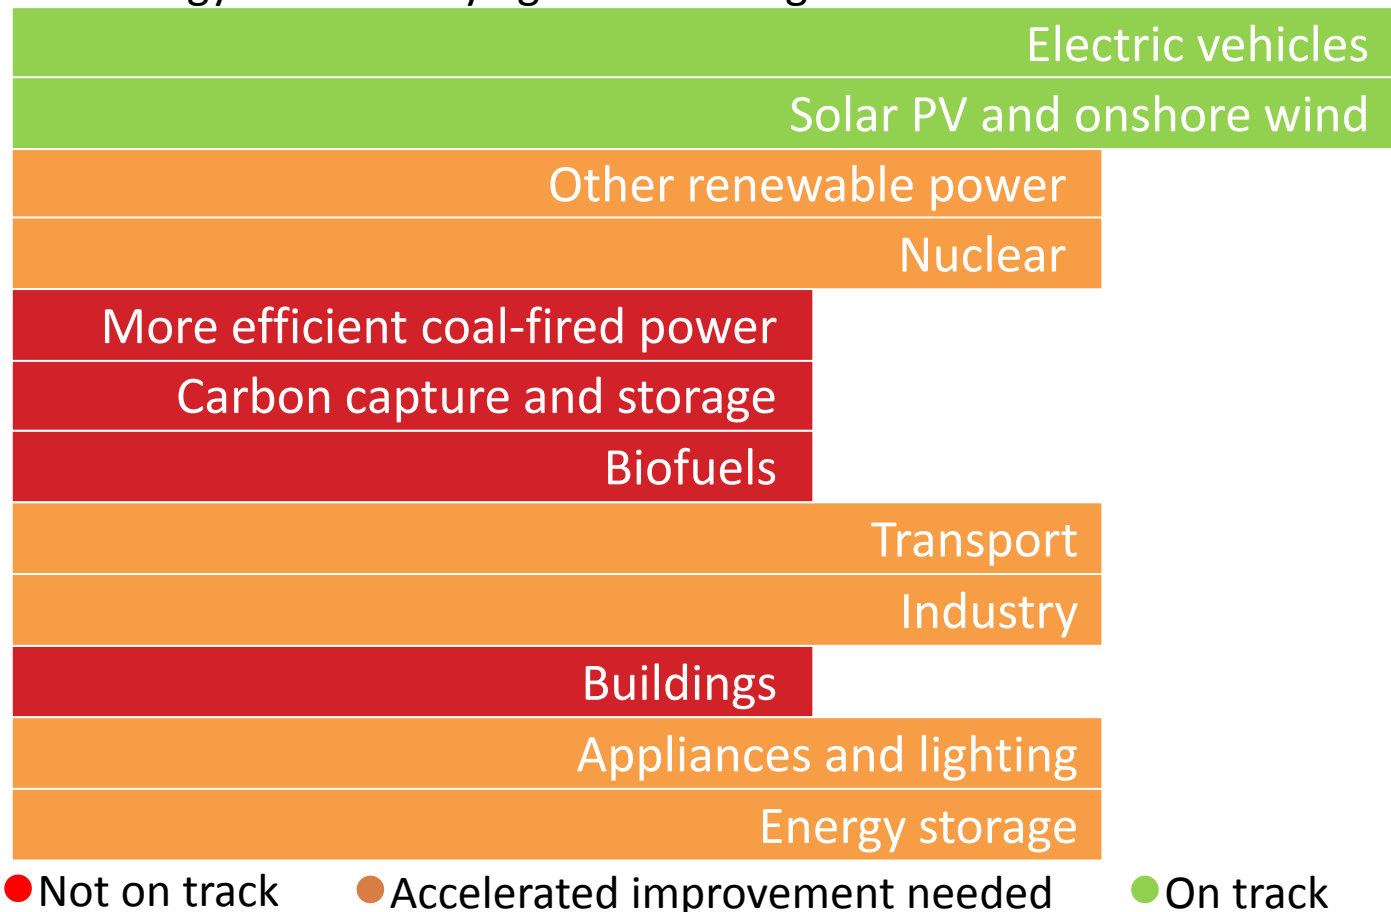 Electric vehicles
Solar PV and onshore wind
Other renewable power
Nuclear
More efficient coal-fired power
Carbon capture and storage
Biofuels
Transport
Industry
Buildings
Appliances and lighting
Energy storage
Not on track Accelerated improvement needed On track